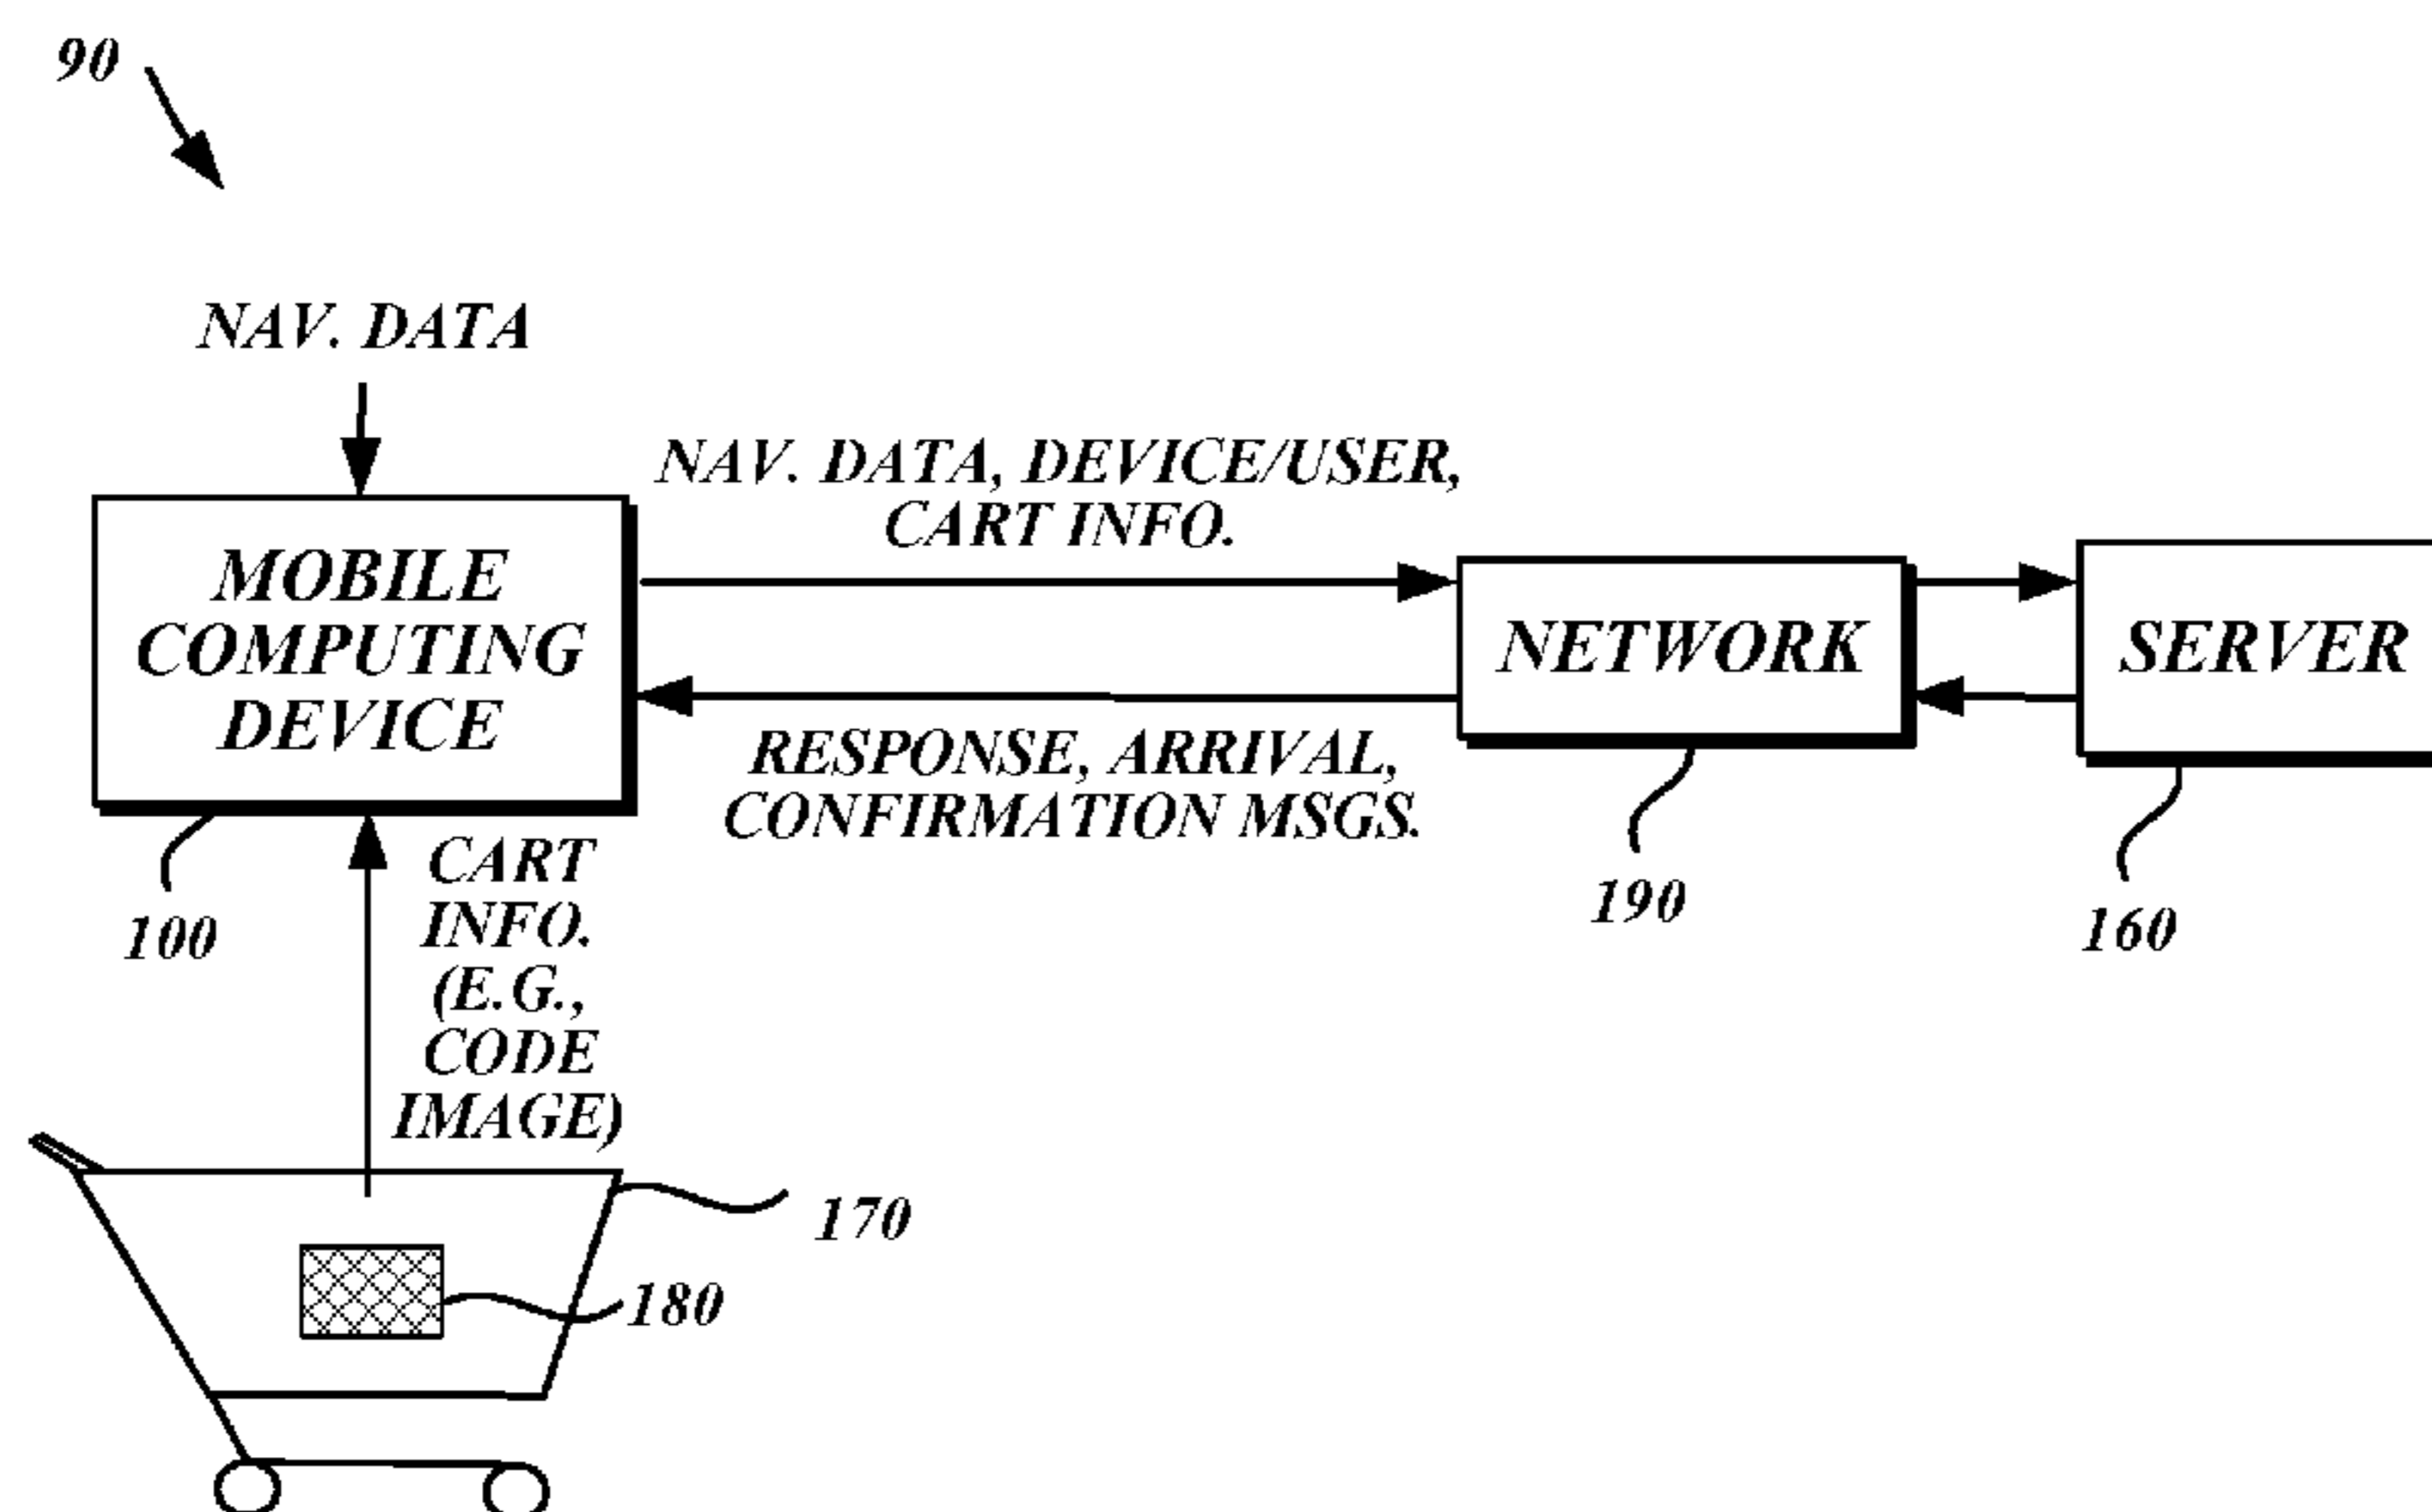 90
NAV. DATA
NAV. DATA, DEVICE/USER,
CART INFO.
MOBILE
COMPUTING
DEVICE
NETWORK
SERVER
RESPONSE, ARRIVAL,
CONFIRMATION MSGS.
100
190
160
CART
INFO.
(E.G.,
CODE
IMAGE)
170
180